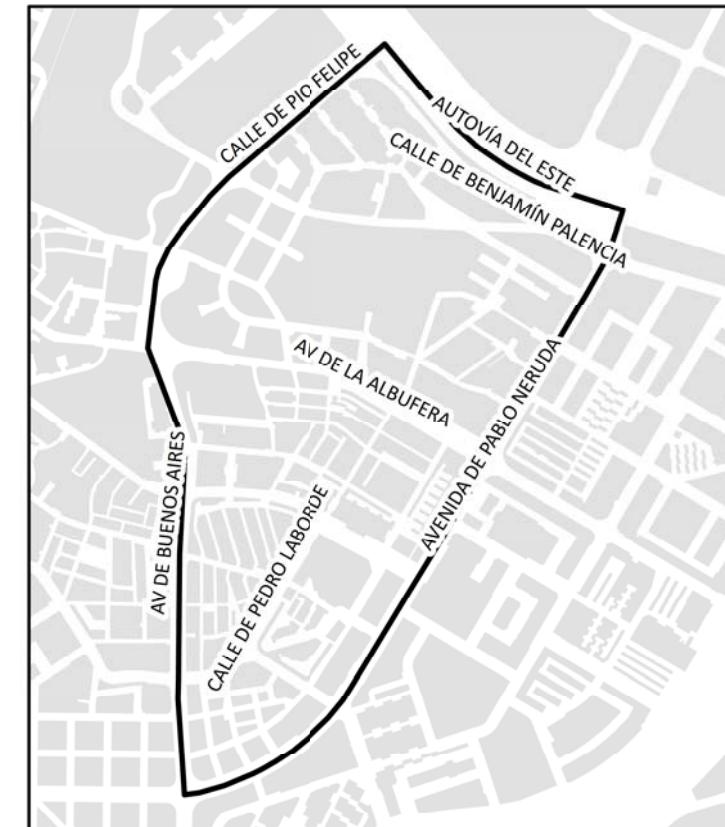 CALLE DE PIO FELIPE
AUTOVÍA DEL ESTE
CALLE DE BENJAMÍN PALENCIA
AV DE LA ALBUFERA
AVENIDA DE PABLO NERUDA
AV DE BUENOS AIRES
CALLE DE PEDRO LABORDE